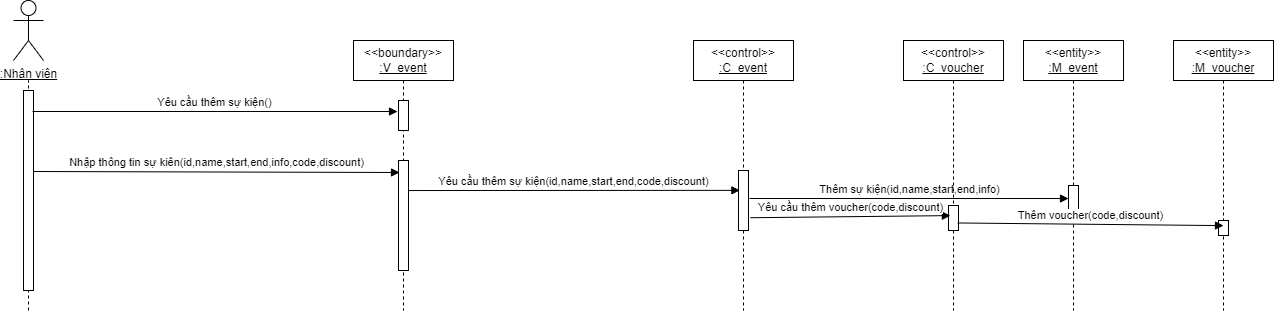 :Nhân viên
<<boundary>>
:V_event
<<control>>
:C_event
<<control>>
:C_voucher
<<entity>>
:M_event
<<entity>>
:M_voucher
Yêu cầu thêm sự kiện()
Nhập thông tin sự kiên(id,name,start,end,info,code,discount)
Yêu cầu thêm sự kiện(id,name,start,end,code,discount)
Thêm sự kiện(id,name,start,end,info)
Yêu cầu thêm voucher(code,discount)
Thêm voucher(code,discount)